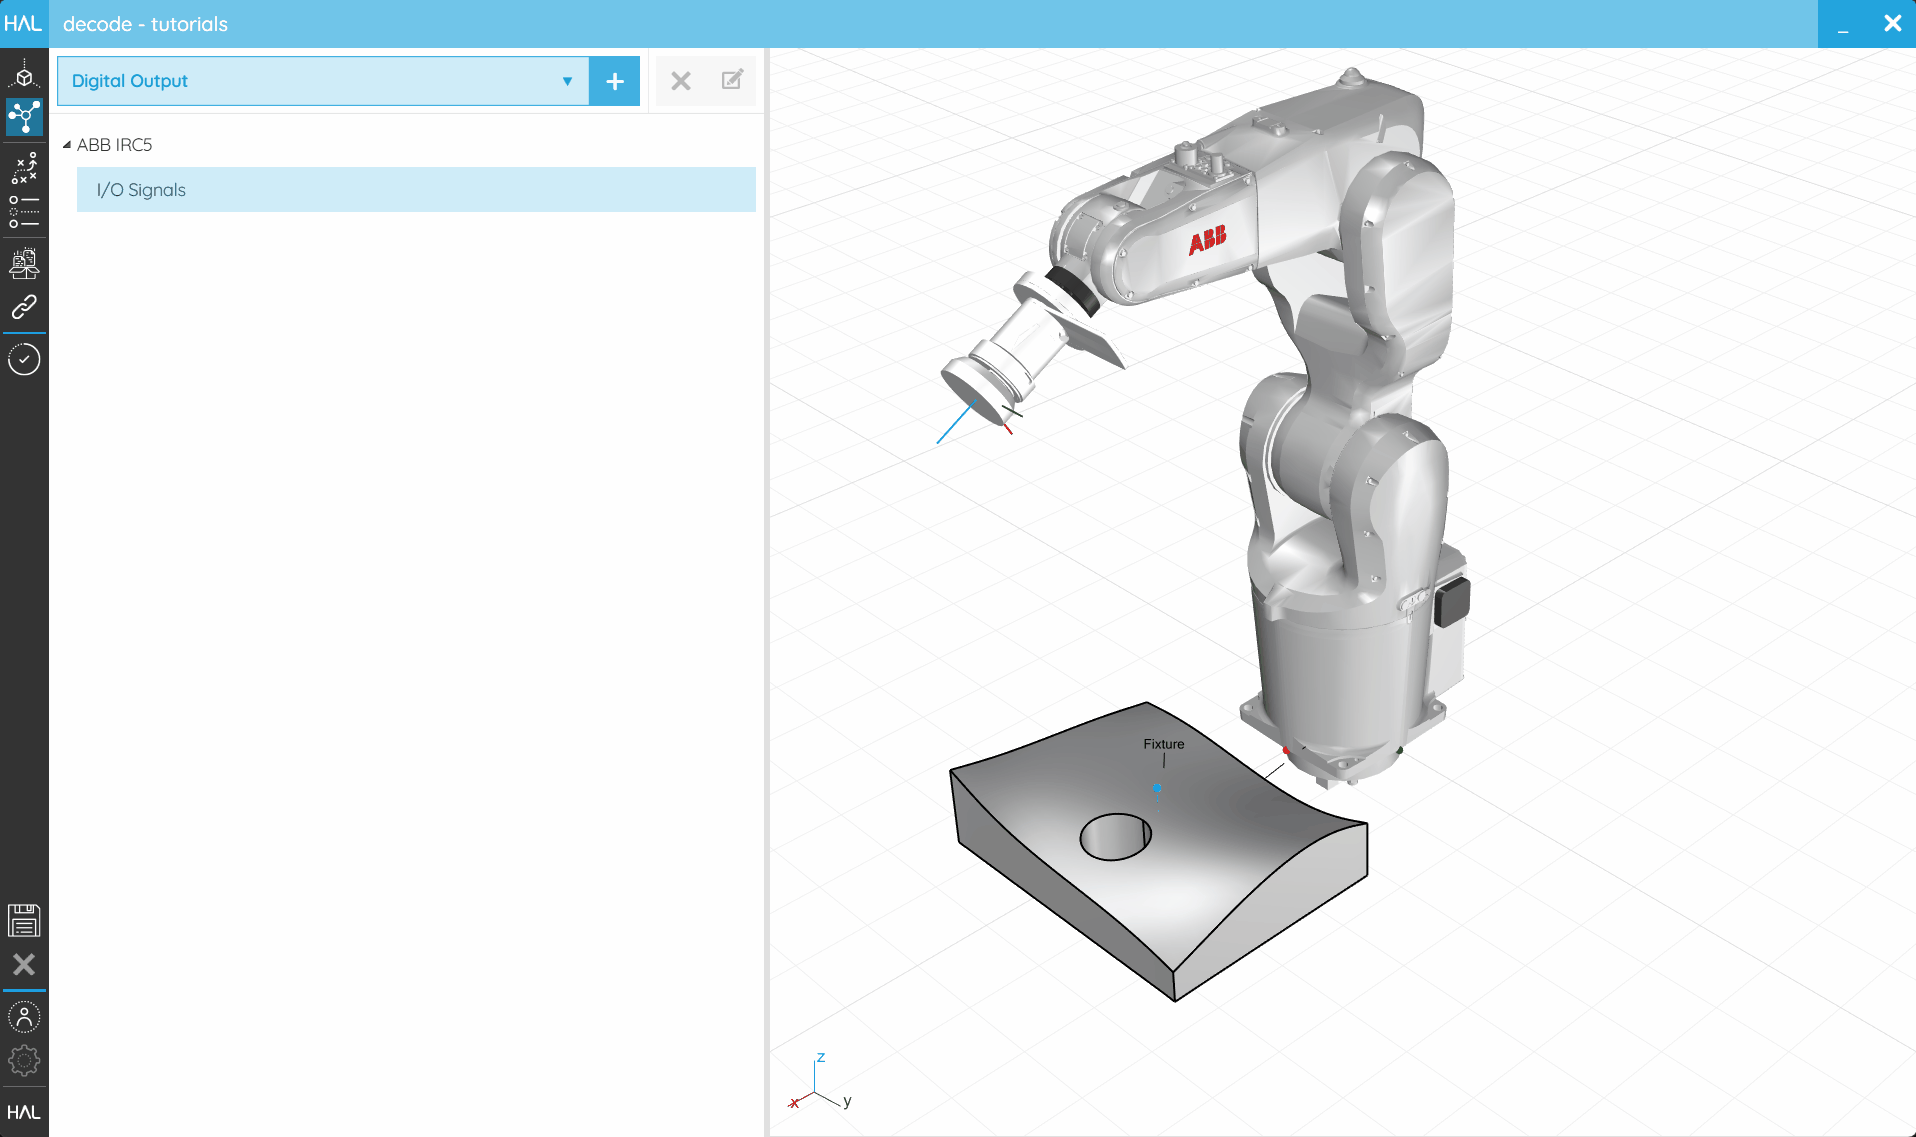 HAL decode - tutorials
Digital Output
ABB IRC5
I/O Signals
ABB
Fixture
z
x
y
HAL